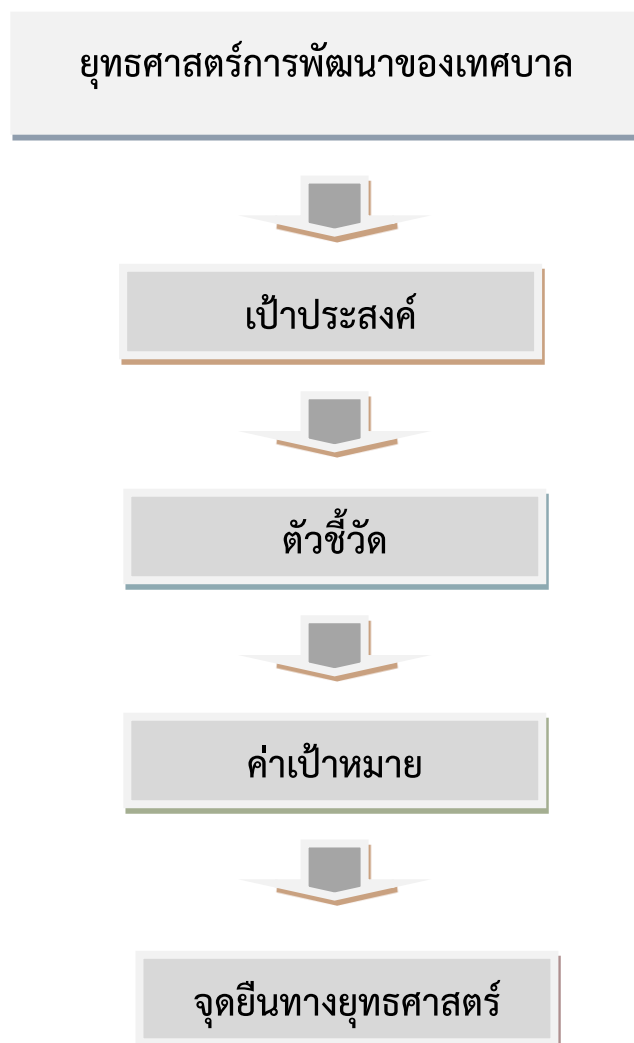 ยุทธศาสตร์การพัฒนาของเทศบาล
เป้าประสงค์
ตัวชี้วัด
ค่าเป้าหมาย
จุดยืนทางยุทธศาสตร์